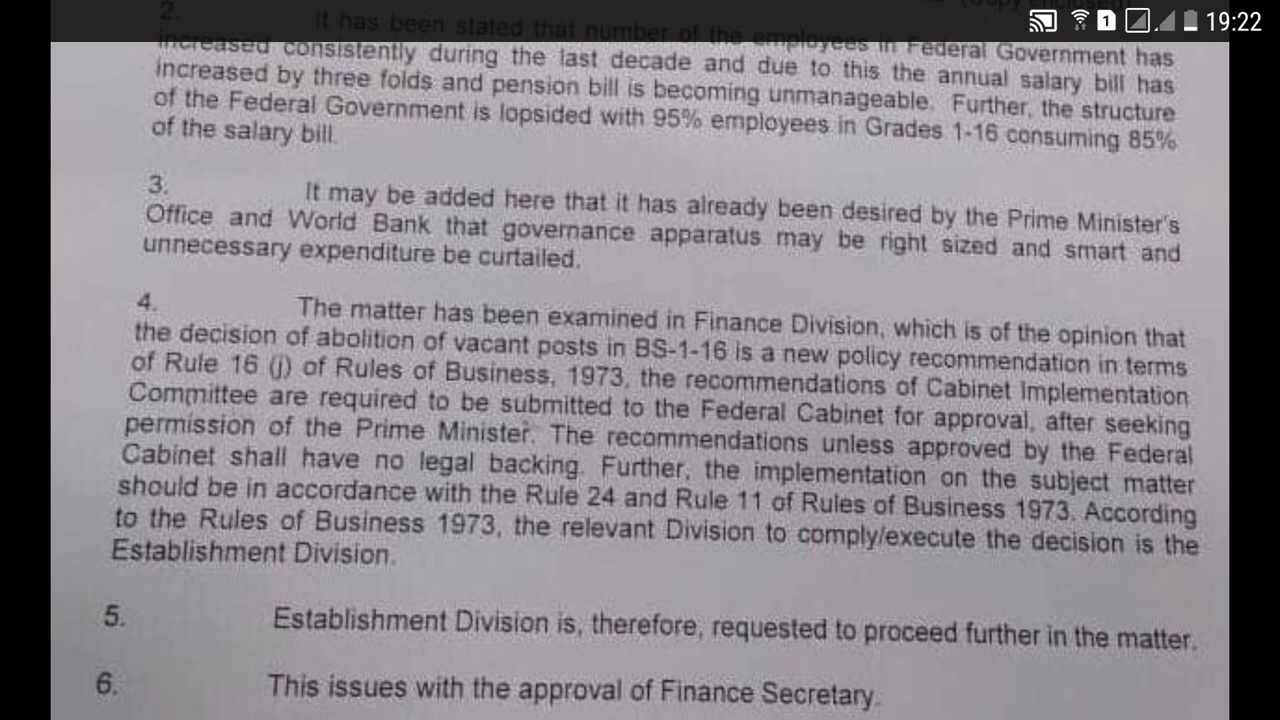 19:22
1
(Copy enclosed)
2. It has been stated that number of the employees in Federal Government has
increased consistently during the last decade and due to this the annual salary bill has
increased by three folds and pension bill is becoming unmanageable. Further, the structure
of the Federal Government is lopsided with 95% employees in Grades 1-16 consuming 85%
of the salary bill.
3. It may be added here that it has already been desired by the Prime Minister's
Office and World Bank that governance apparatus may be right sized and smart and
unnecessary expenditure be curtailed.
4. The matter has been examined in Finance Division, which is of the opinion that
the decision of abolition of vacant posts in BS-1-16 is a new policy recommendation in terms
of Rule 16 (j) of Rules of Business, 1973, the recommendations of Cabinet Implementation
Committee are required to be submitted to the Federal Cabinet for approval, after seeking
permission of the Prime Minister. The recommendations unless approved by the Federal
Cabinet shall have no legal backing. Further, the implementation on the subject matter
should be in accordance with the Rule 24 and Rule 11 of Rules of Business 1973. According
to the Rules of Business 1973, the relevant Division to comply/execute the decision is the
Establishment Division.
5. Establishment Division is, therefore, requested to proceed further in the matter.
6. This issues with the approval of Finance Secretary.